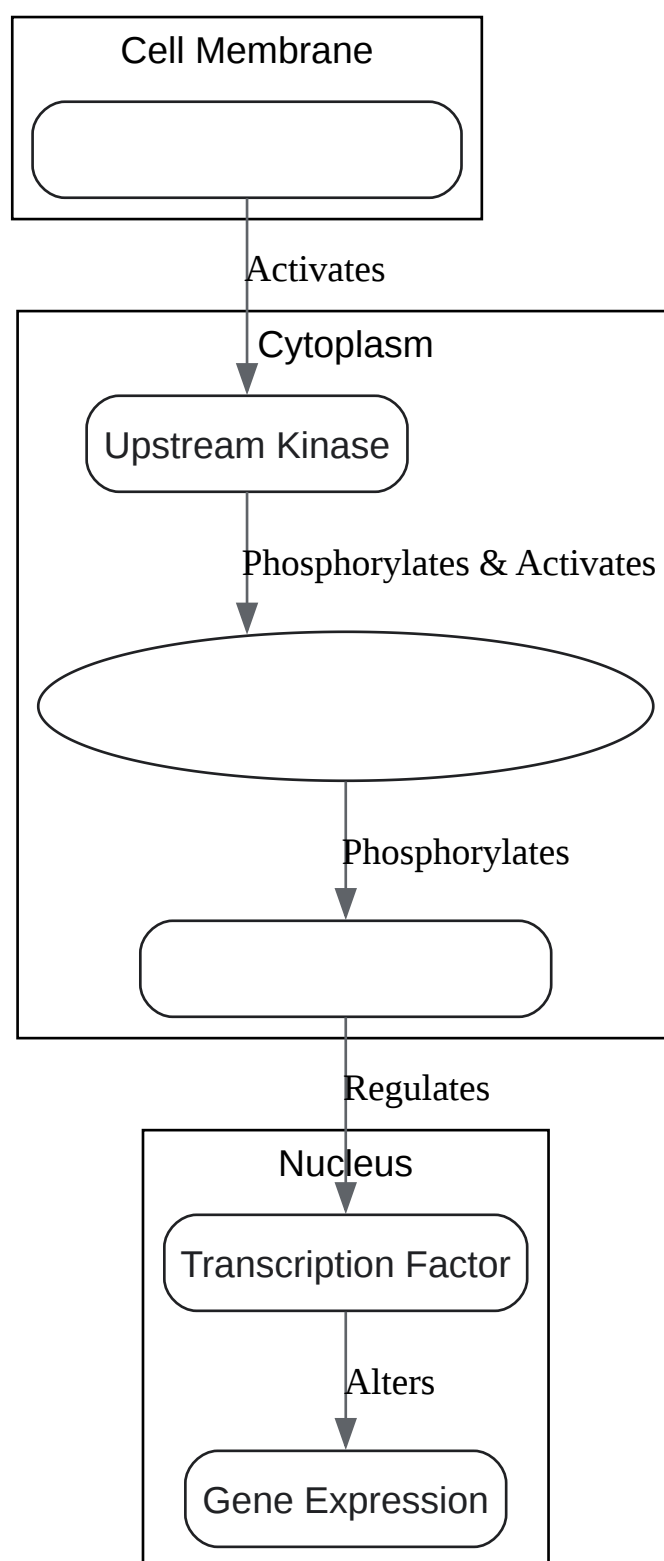 Cell Membrane
Activates
Cytoplasm
Upstream Kinase
Phosphorylates & Activates
Phosphorylates
Regulates
Nucleus
Transcription Factor
Alters
Gene Expression